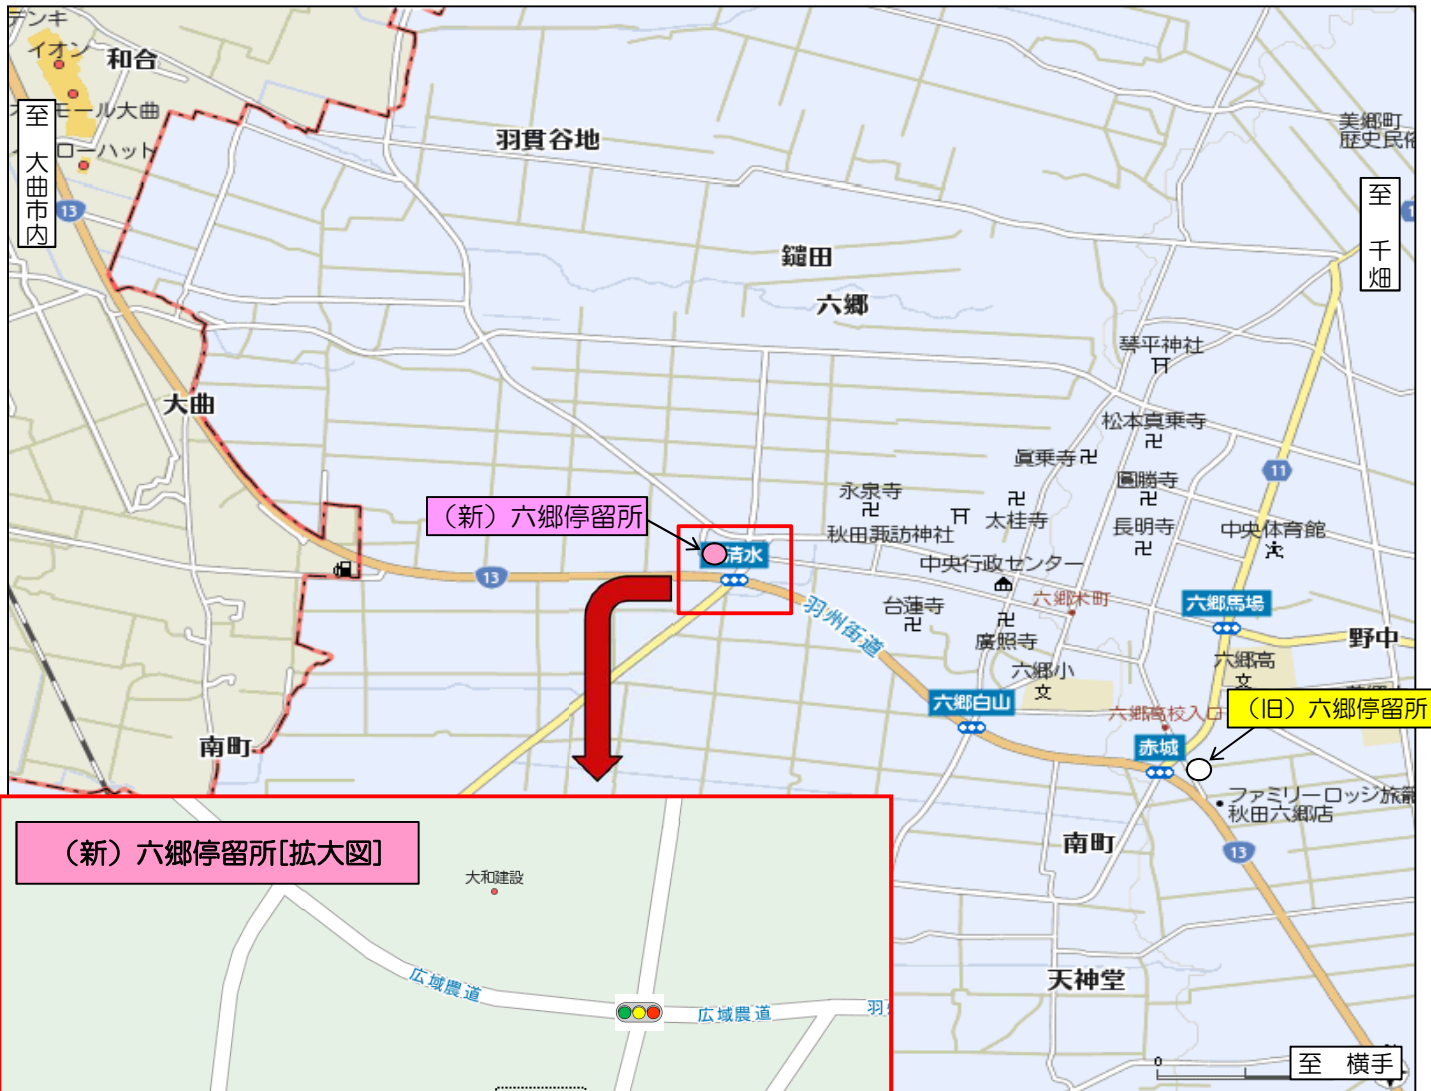 デンキ
イオン
和合
モール大曲
ローハット
至 大曲市内
13
羽貫谷地
美郷町
歴史民俗
至 千畑
鑓田
六郷
琴平神社
大曲
松本真乗寺
眞乗寺
11
圓勝寺
永泉寺
太桂寺
（新）六郷停留所
秋田諏訪神社
長明寺
中央体育館
清水
中央行政センター
13
六郷木町
六郷馬場
台蓮寺
羽州街道
廣照寺
野中
六郷小
文
六郷高
文
六郷白山
六郷高校入口
（旧）六郷停留所
南町
赤城
ファミリーロッジ旅籠
秋田六郷店
南町
13
（新）六郷停留所[拡大図]
大和建設
天神堂
広域農道
広域農道
羽
0
至 横手